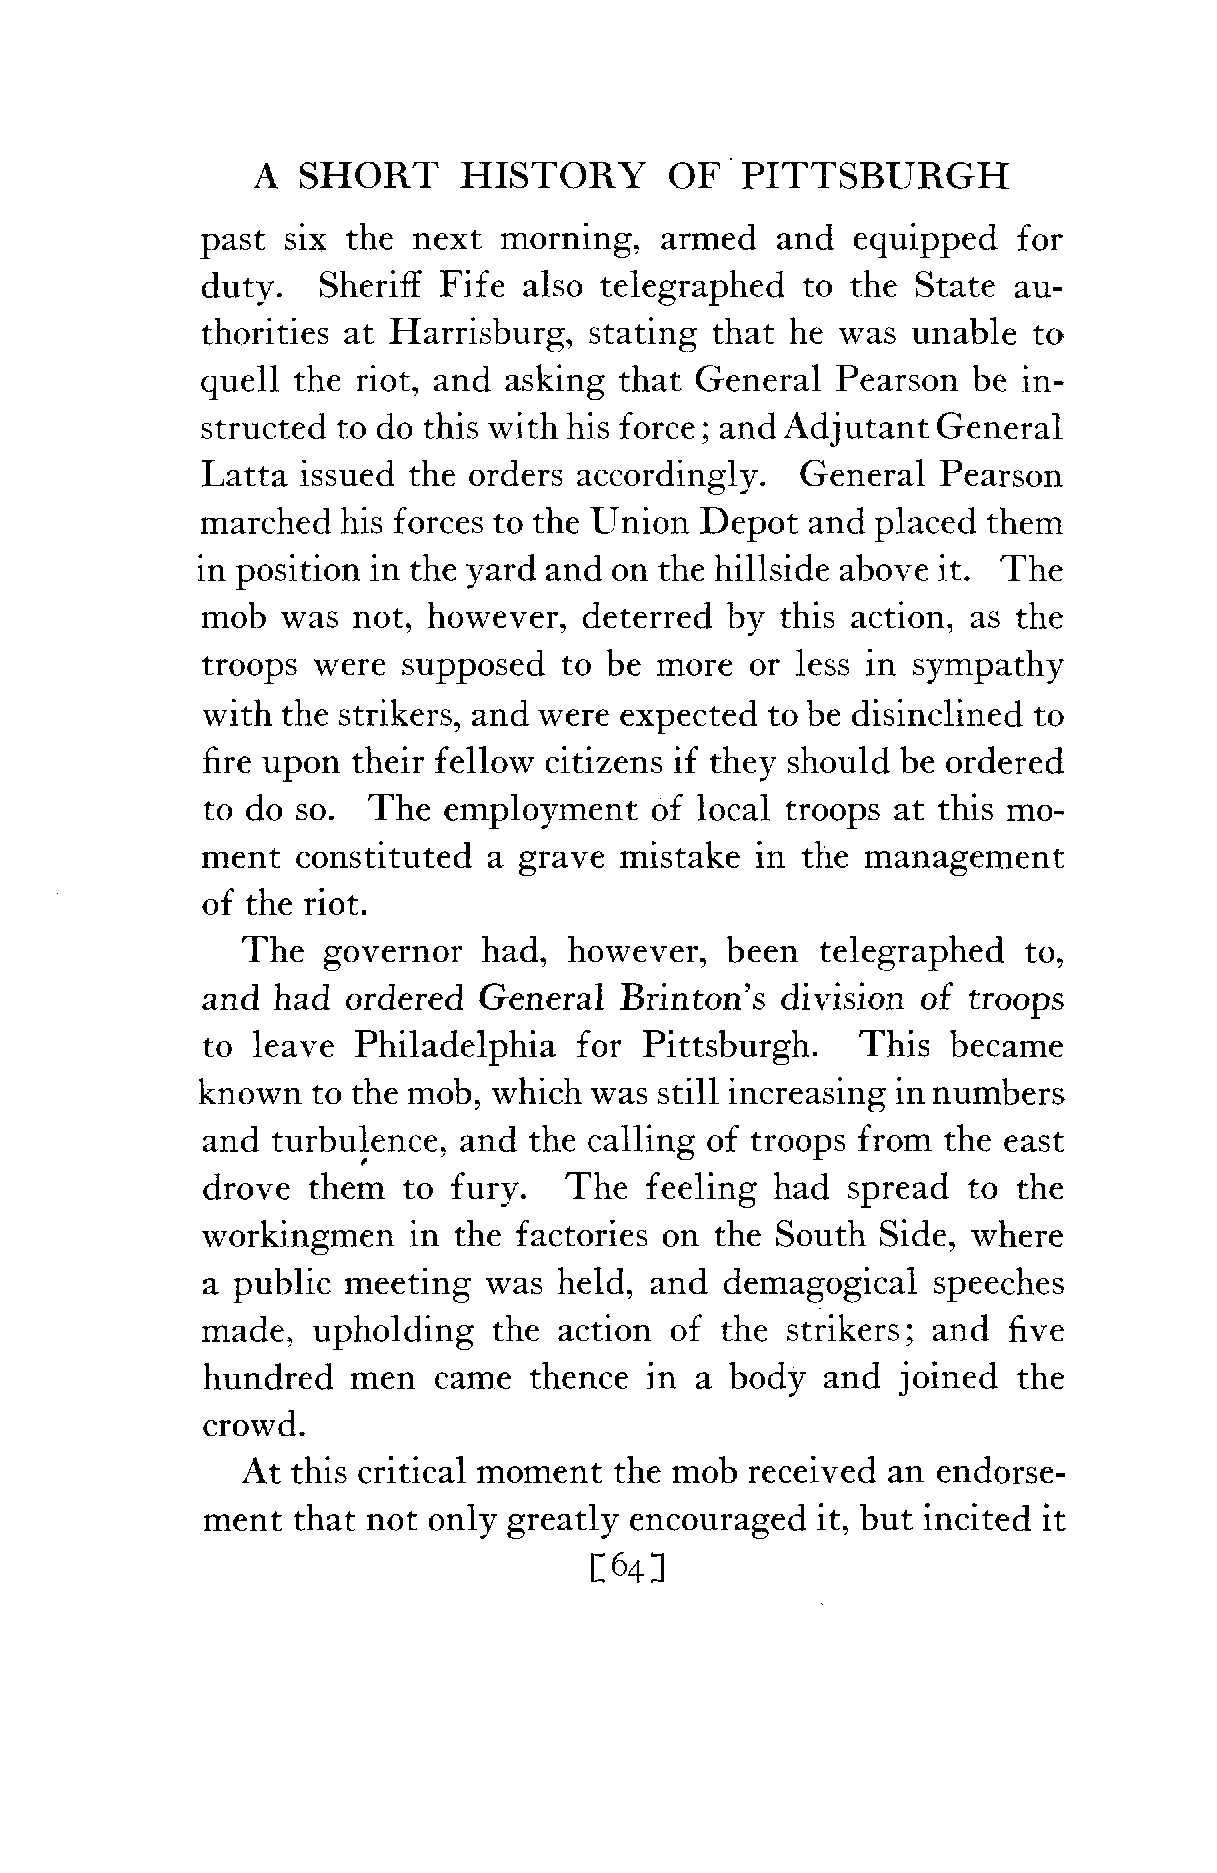 A SHORT HISTORY OF PITTSBURGH
past six the next morning, armed and equipped for
duty. Sheriff Fife also telegraphed to the State au-
thorities at Harrisburg, stating that he was unable to
quell the riot, and asking that General Pearson be in-
structed to do this with his force; and Adjutant General
Latta issued the orders accordingly. General Pearson
marched his forces to the Union Depot and placed them
in position in the yard and on the hillside above it. The
mob was not, however, deterred by this action, as the
troops were supposed to be more or less in sympathy
with the strikers, and were expected to be disinclined to
fire upon their fellow citizens if they should be ordered
to do so. The employment of local troops at this mo-
ment constituted a grave mistake in the management
of the riot.
The governor had, however, been telegraphed to,
and had ordered General Brinton's division of troops
to leave Philadelphia for Pittsburgh. This became
known to the mob, which was still increasing in numbers
and turbulence, and the calling of troops from the east
drove them to fury. The feeling had spread to the
workingmen in the factories on the South Side, where
a public meeting was held, and demagogical speeches
made, upholding the action of the strikers; and five
hundred men came thence in a body and joined the
crowd.
At this critical moment the mob received an endorse-
ment that not only greatly encouraged it, but incited it
[64]